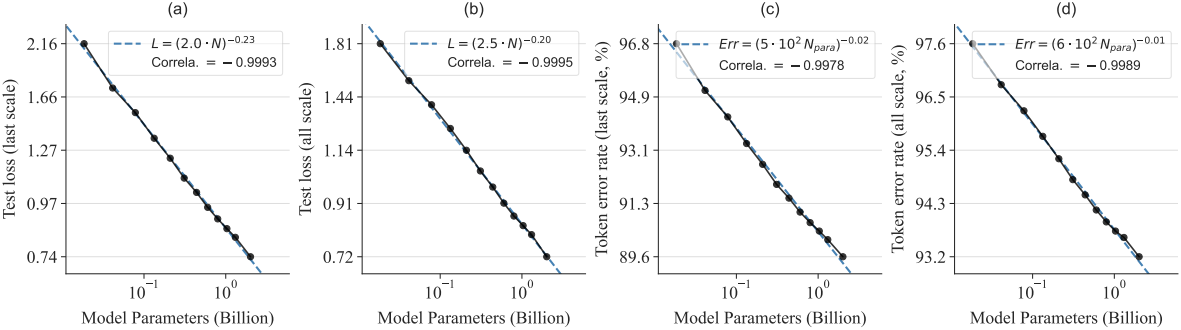 (a)
Test loss (last scale)
2.16
1.66
1.27
0.97
0.74
L = (2.0 · N)^−0.23
Correla. = −0.9993
10^−1
10^0
Model Parameters (Billion)
(b)
Test loss (all scale)
1.81
1.44
1.14
0.91
0.72
L = (2.5 · N)^−0.20
Correla. = −0.9995
10^−1
10^0
Model Parameters (Billion)
(c)
Token error rate (last scale, %)
96.8
94.9
93.1
91.3
89.6
Err = (5 · 10^2 N_para)^−0.02
Correla. = −0.9978
10^−1
10^0
Model Parameters (Billion)
(d)
Token error rate (all scale, %)
97.6
96.5
95.4
94.3
93.2
Err = (6 · 10^2 N_para)^−0.01
Correla. = −0.9989
10^−1
10^0
Model Parameters (Billion)